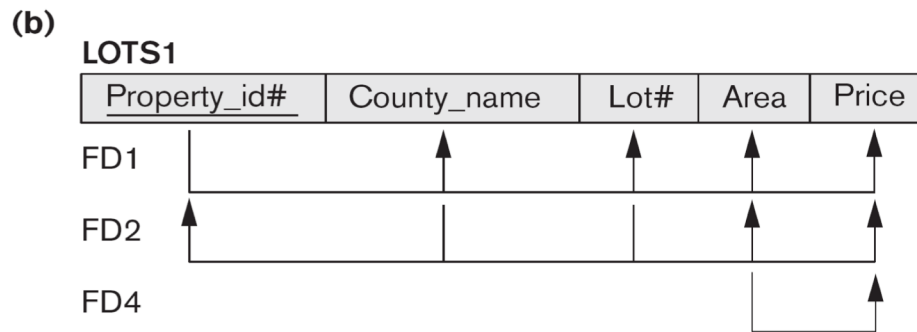 (b)
LOTS1
Property_id# County_name Lot# Area Price
FD1
FD2
FD4